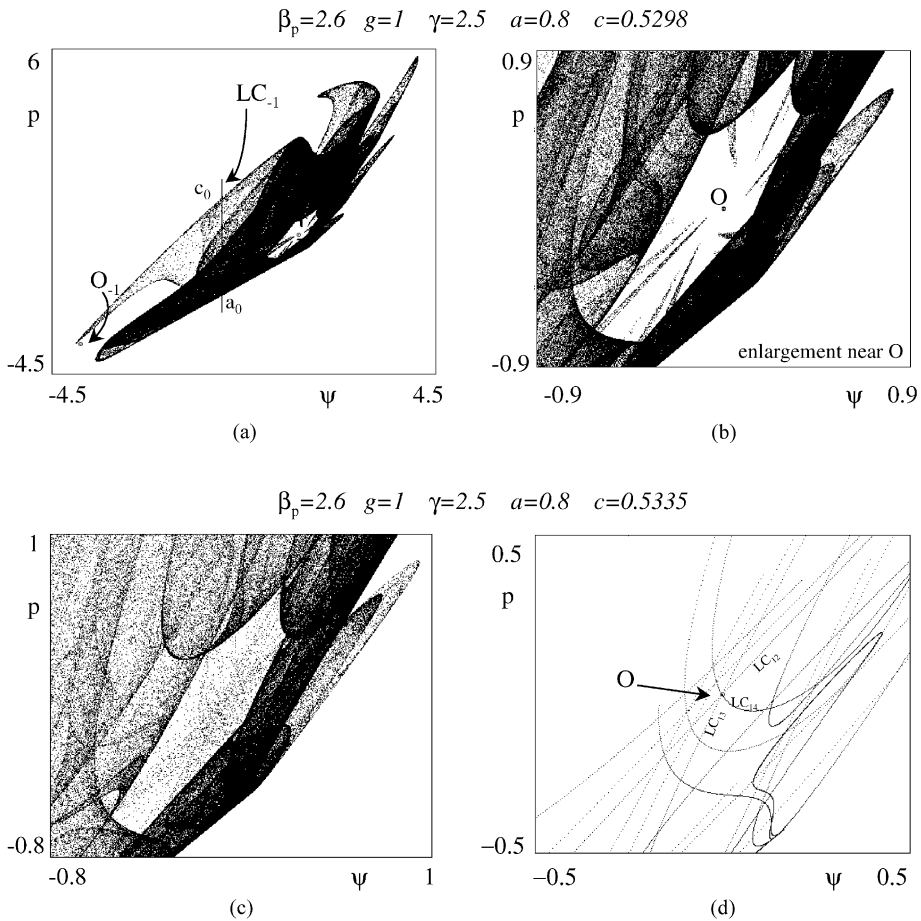 βp=2.6 g=1 γ=2.5 a=0.8 c=0.5298
6
p
LC-1
c0
O-1
a0
-4.5
-4.5
ψ
4.5
(a)
0.9
p
O
enlargement near O
-0.9
-0.9
ψ
0.9
(b)
βp=2.6 g=1 γ=2.5 a=0.8 c=0.5335
1
p
-0.8
-0.8
ψ
1
(c)
0.5
p
O
LC12
LC14
LC13
−0.5
−0.5
ψ
0.5
(d)